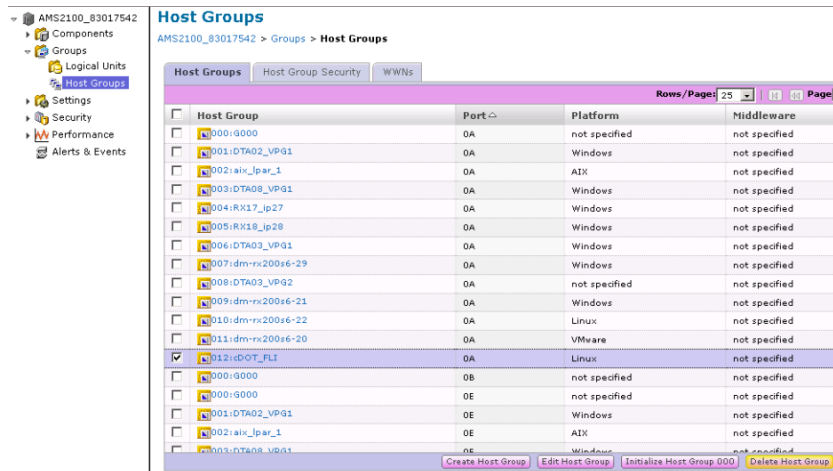 AMS2100_83017542
Components
Groups
Logical Units
Host Groups
Settings
Security
Performance
Alerts & Events
Host Groups
AMS2100_83017542 > Groups > Host Groups
Host Groups Host Group Security WWNs
Rows/Page: 25 Page
Host Group Port Platform Middleware
000:G000 0A not specified not specified
001:DTA02_VPG1 0A Windows not specified
002:aix_lpar_1 0A AIX not specified
003:DTA08_VPG1 0A Windows not specified
004:RX17_ip27 0A Windows not specified
005:RX18_ip28 0A Windows not specified
006:DTA03_VPG1 0A Windows not specified
007:dm-rx200s6-29 0A Windows not specified
008:DTA03_VPG2 0A not specified not specified
009:dm-rx200s6-21 0A Windows not specified
010:dm-rx200s6-22 0A Linux not specified
011:dm-rx200s6-20 0A VMware not specified
012:cDOT_FLI 0A Linux not specified
000:G000 0B not specified not specified
000:G000 0E not specified not specified
001:DTA02_VPG1 0E Windows not specified
002:aix_lpar_1 0E AIX not specified
003:DTA08_VPG1 0E Windows not specified
Create Host Group Edit Host Group Initialize Host Group 000 Delete Host Group